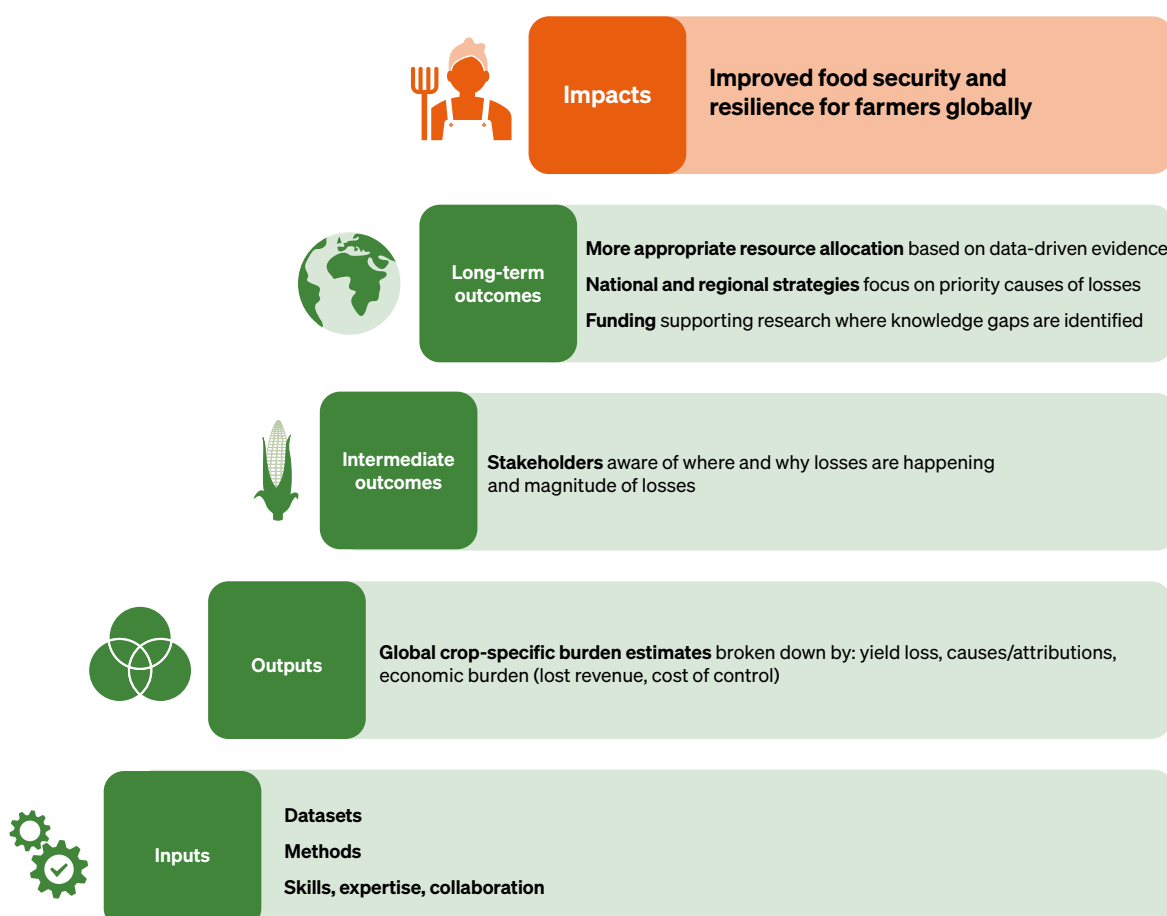 Impacts
Improved food security and
resilience for farmers globally
Long-term
outcomes
More appropriate resource allocation based on data-driven evidence
National and regional strategies focus on priority causes of losses
Funding supporting research where knowledge gaps are identified
Intermediate
outcomes
Stakeholders aware of where and why losses are happening
and magnitude of losses
Outputs
Global crop-specific burden estimates broken down by: yield loss, causes/attributions,
economic burden (lost revenue, cost of control)
Inputs
Datasets
Methods
Skills, expertise, collaboration